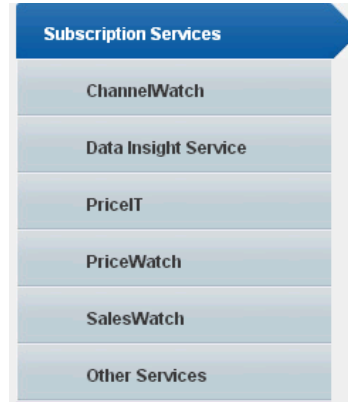 Subscription Services
ChannelWatch
Data Insight Service
PriceIT
PriceWatch
SalesWatch
Other Services